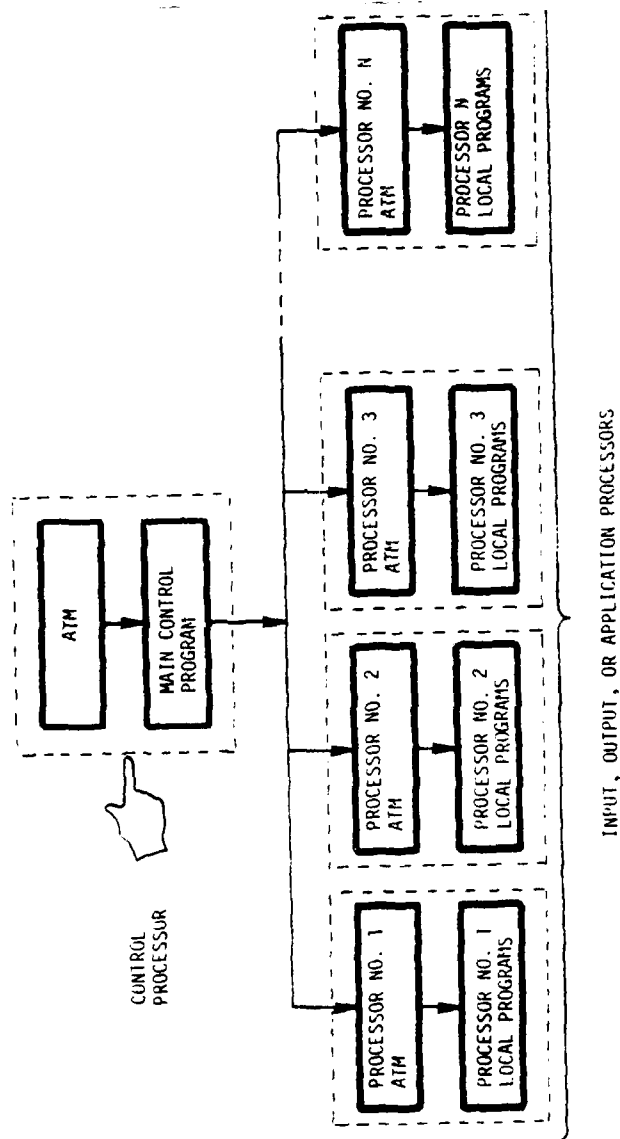 CONTROL
PROCESSOR
ATM
MAIN CONTROL
PROGRAM
PROCESSOR NO. 1
ATM
PROCESSOR NO. 1
LOCAL PROGRAMS
PROCESSOR NO. 2
ATM
PROCESSOR NO. 2
LOCAL PROGRAMS
PROCESSOR NO. 3
ATM
PROCESSOR NO. 3
LOCAL PROGRAMS
PROCESSOR NO. N
ATM
PROCESSOR N
LOCAL PROGRAMS
INPUT, OUTPUT, OR APPLICATION PROCESSORS